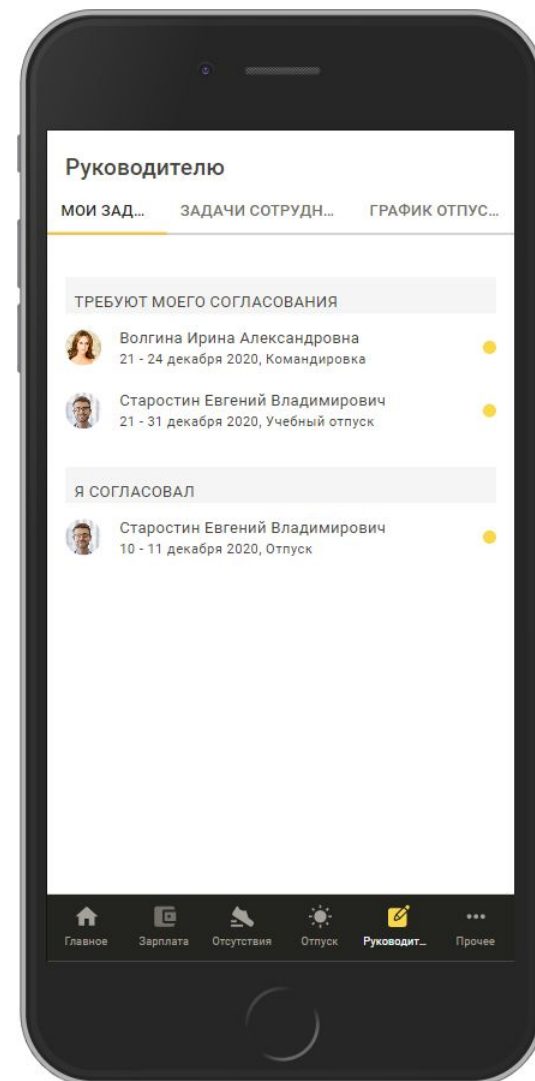 Руководителю
МОИ ЗАД... ЗАДАЧИ СОТРУДН... ГРАФИК ОТПУС...
ТРЕБУЮТ МОЕГО СОГЛАСОВАНИЯ
Волгина Ирина Александровна
21 - 24 декабря 2020, Командировка
Старостин Евгений Владимирович
21 - 31 декабря 2020, Учебный отпуск
Я СОГЛАСОВАЛ
Старостин Евгений Владимирович
10 - 11 декабря 2020, Отпуск
Главное Зарплата Отсутствия Отпуск Руководит... Прочее